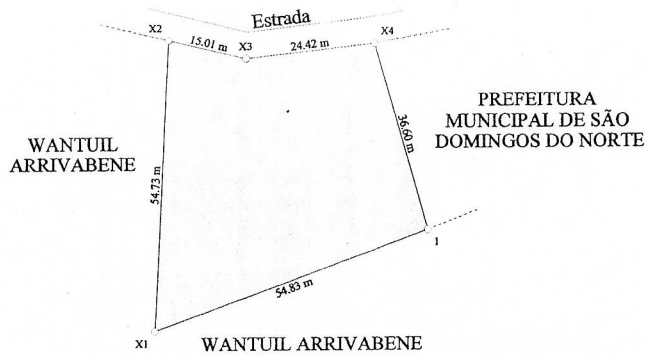 Estrada
X2
15.01 m
X3
24.42 m
X4
PREFEITURA
MUNICIPAL DE SÃO
DOMINGOS DO NORTE
WANTUIL
ARRIVABENE
54.73 m
36.60 m
1
54.83 m
X1
WANTUIL ARRIVABENE